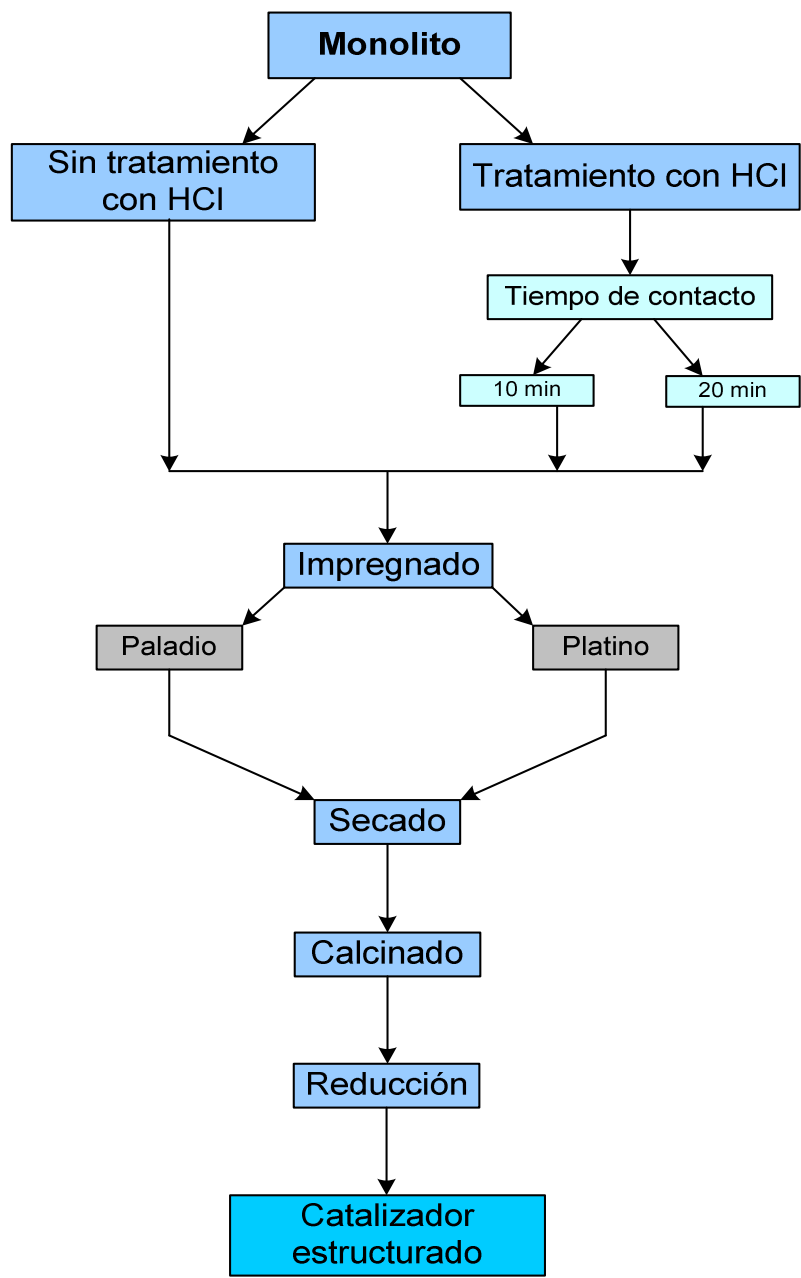 Monolito
Sin tratamiento
con HCl
Tratamiento con HCl
Tiempo de contacto
10 min
20 min
Impregnado
Paladio
Platino
Secado
Calcinado
Reducción
Catalizador
estructurado